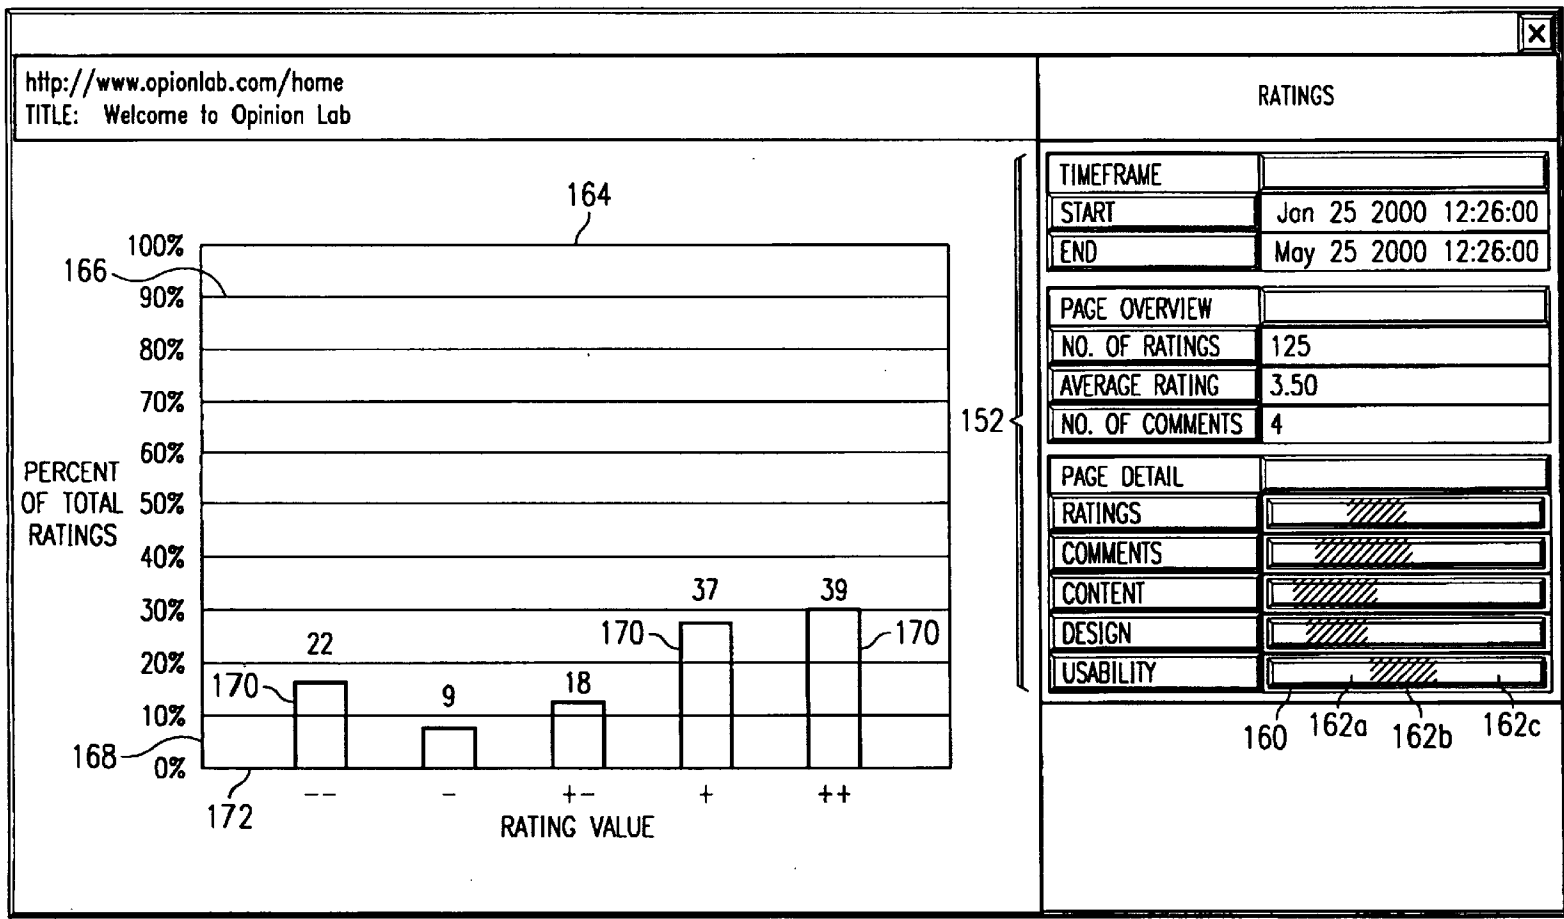 http://www.opionlab.com/home
TITLE: Welcome to Opinion Lab
RATINGS
164
100%
166
90%
80%
70%
60%
PERCENT
OF TOTAL
RATINGS
50%
40%
30%
20%
10%
0%
22
9
18
37
39
170
170
170
168
172
--
-
+-
+
++
RATING VALUE
152
TIMEFRAME
START Jan 25 2000 12:26:00
END May 25 2000 12:26:00
PAGE OVERVIEW
NO. OF RATINGS 125
AVERAGE RATING 3.50
NO. OF COMMENTS 4
PAGE DETAIL
RATINGS
COMMENTS
CONTENT
DESIGN
USABILITY
160 162a 162b 162c